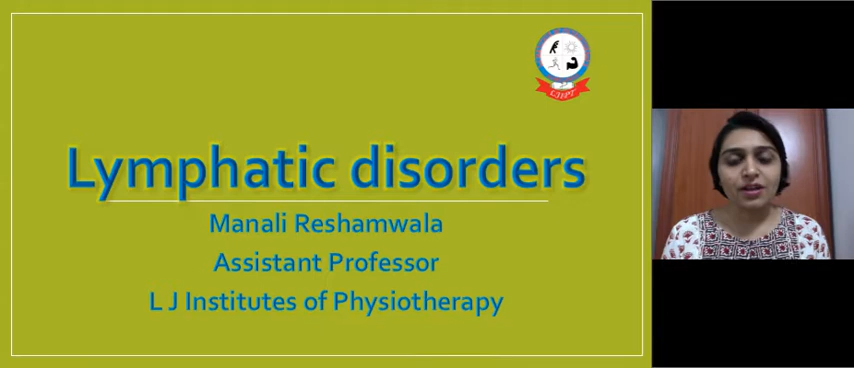 Lymphatic disorders
Manali Reshamwala
Assistant Professor
L J Institutes of Physiotherapy